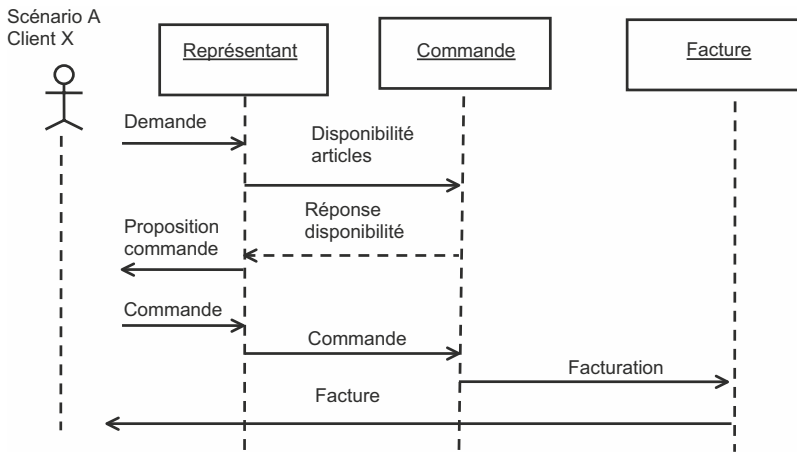 Scénario A
Client X
Représentant
Commande
Facture
Demande
Disponibilité
articles
Réponse
disponibilité
Proposition
commande
Commande
Commande
Facturation
Facture